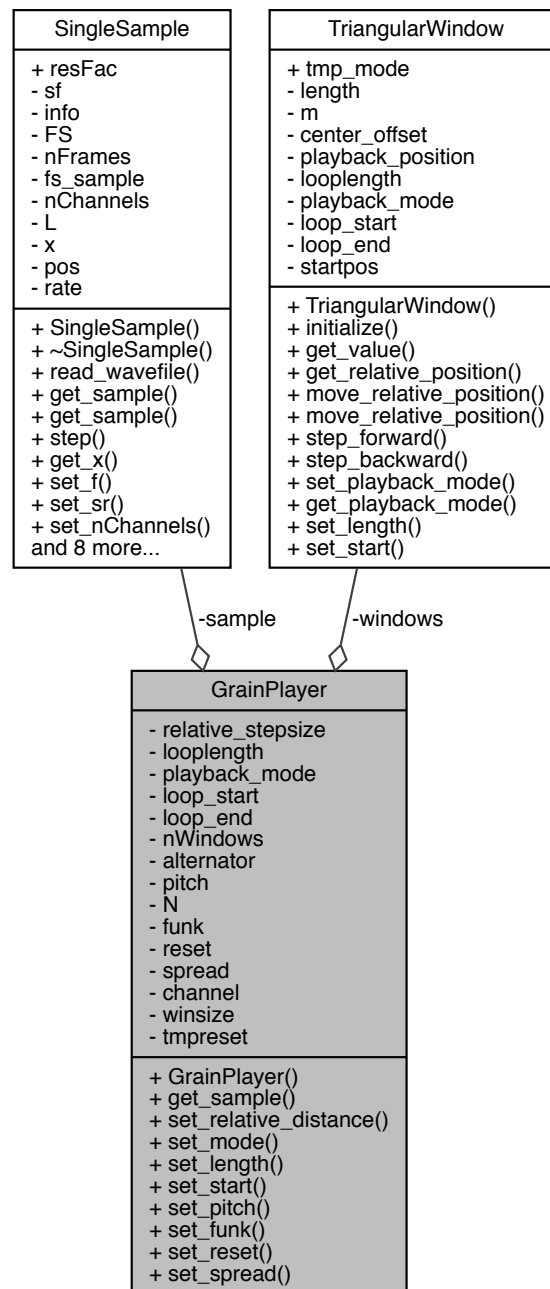 SingleSample
+ resFac
- sf
- info
- FS
- nFrames
- fs_sample
- nChannels
- L
- x
- pos
- rate
+ SingleSample()
+ ~SingleSample()
+ read_wavefile()
+ get_sample()
+ get_sample()
+ step()
+ get_x()
+ set_f()
+ set_sr()
+ set_nChannels()
and 8 more...
TriangularWindow
+ tmp_mode
- length
- m
- center_offset
- playback_position
- looplength
- playback_mode
- loop_start
- loop_end
- startpos
+ TriangularWindow()
+ initialize()
+ get_value()
+ get_relative_position()
+ move_relative_position()
+ move_relative_position()
+ step_forward()
+ step_backward()
+ set_playback_mode()
+ get_playback_mode()
+ set_length()
+ set_start()
-sample
-windows
GrainPlayer
- relative_stepsize
- looplength
- playback_mode
- loop_start
- loop_end
- nWindows
- alternator
- pitch
- N
- funk
- reset
- spread
- channel
- winsize
- tmpreset
+ GrainPlayer()
+ get_sample()
+ set_relative_distance()
+ set_mode()
+ set_length()
+ set_start()
+ set_pitch()
+ set_funk()
+ set_reset()
+ set_spread()